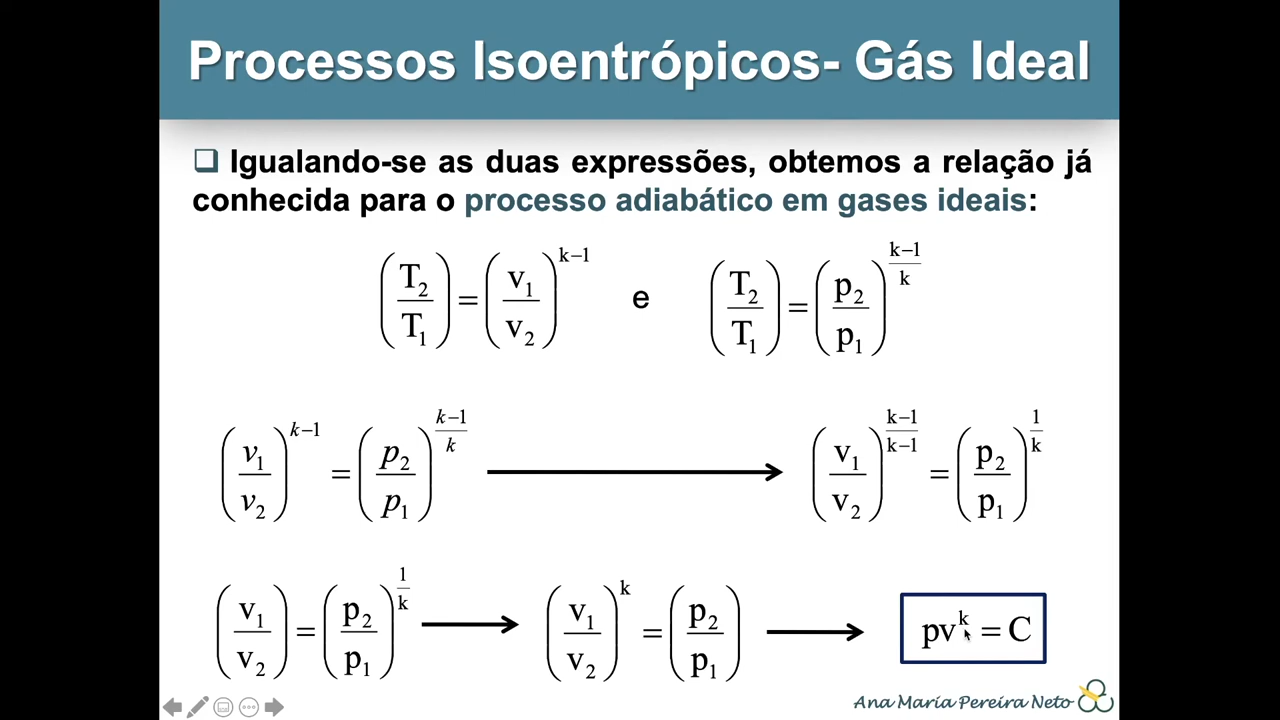 Processos Isoentrópicos- Gás Ideal
❑ Igualando-se as duas expressões, obtemos a relação já
conhecida para o processo adiabático em gases ideais:
(T₂/T₁) = (v₁/v₂)^(k−1) e (T₂/T₁) = (p₂/p₁)^((k−1)/k)
(v₁/v₂)^(k−1) = (p₂/p₁)^((k−1)/k) → (v₁/v₂)^((k−1)/(k−1)) = (p₂/p₁)^(1/k)
(v₁/v₂) = (p₂/p₁)^(1/k) → (v₁/v₂)^k = (p₂/p₁) → pv^k = C
Ana Maria Pereira Neto